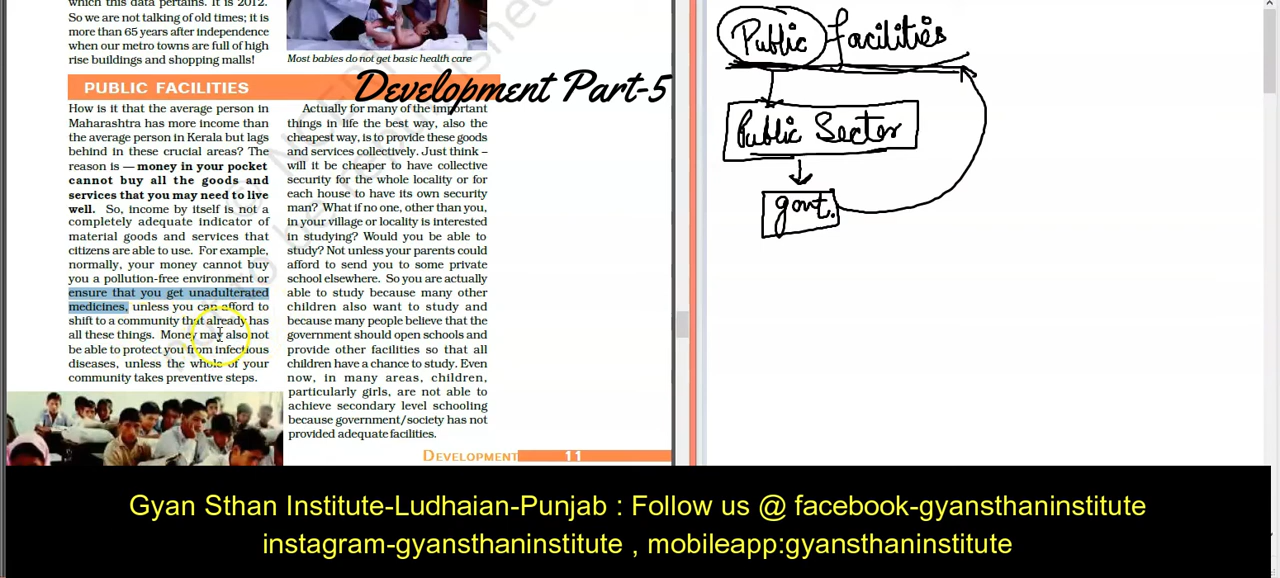 which this data pertains. It is 2012.
So we are not talking of old times; it is
more than 65 years after independence
when our metro towns are full of high
rise buildings and shopping malls!
Most babies do not get basic health care
PUBLIC FACILITIES
Development Part-5
How is it that the average person in
Maharashtra has more income than
the average person in Kerala but lags
behind in these crucial areas? The
reason is — money in your pocket
cannot buy all the goods and
services that you may need to live
well. So, income by itself is not a
completely adequate indicator of
material goods and services that
citizens are able to use. For example,
normally, your money cannot buy
you a pollution-free environment or
ensure that you get unadulterated
medicines, unless you can afford to
shift to a community that already has
all these things. Money may also not
be able to protect you from infectious
diseases, unless the whole of your
community takes preventive steps.
Actually for many of the important
things in life the best way, also the
cheapest way, is to provide these goods
and services collectively. Just think –
will it be cheaper to have collective
security for the whole locality or for
each house to have its own security
man? What if no one, other than you,
in your village or locality is interested
in studying? Would you be able to
study? Not unless your parents could
afford to send you to some private
school elsewhere. So you are actually
able to study because many other
children also want to study and
because many people believe that the
government should open schools and
provide other facilities so that all
children have a chance to study. Even
now, in many areas, children,
particularly girls, are not able to
achieve secondary level schooling
because government/society has not
provided adequate facilities.
DEVELOPMENT 11
Public facilities
Public Sector
govt.
Gyan Sthan Institute-Ludhaian-Punjab : Follow us @ facebook-gyansthaninstitute
instagram-gyansthaninstitute , mobileapp:gyansthaninstitute